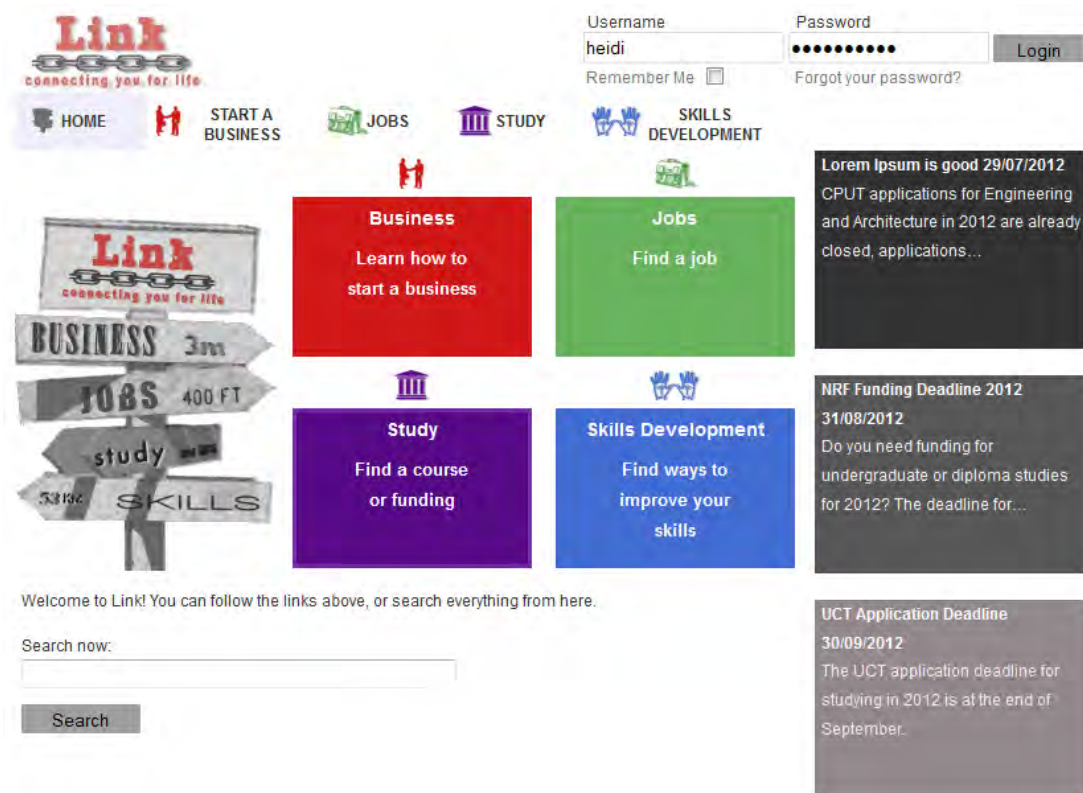 Link
connecting you for life
Username
Password
heidi
Login
Remember Me
Forgot your password?
HOME
START A
BUSINESS
JOBS
STUDY
SKILLS
DEVELOPMENT
Link
connecting you for life
BUSINESS 3m
JOBS 400 FT
study
SKILLS
Business
Learn how to
start a business
Jobs
Find a job
Study
Find a course
or funding
Skills Development
Find ways to
improve your
skills
Lorem Ipsum is good 29/07/2012
CPUT applications for Engineering
and Architecture in 2012 are already
closed, applications…
NRF Funding Deadline 2012
31/08/2012
Do you need funding for
undergraduate or diploma studies
for 2012? The deadline for…
UCT Application Deadline
30/09/2012
The UCT application deadline for
studying in 2012 is at the end of
September.
Welcome to Link! You can follow the links above, or search everything from here.
Search now:
Search